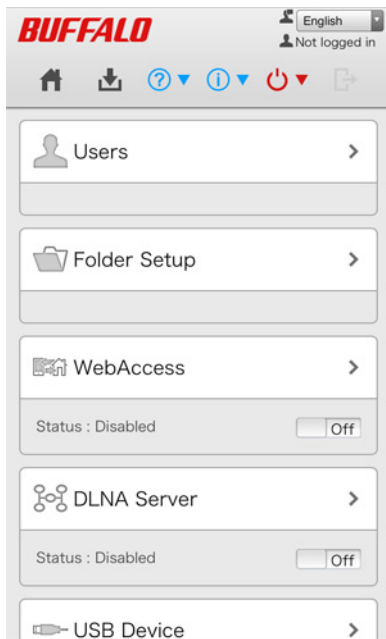 BUFFALO
English
Not logged in
Users
Folder Setup
WebAccess
Status : Disabled
Off
DLNA Server
Status : Disabled
Off
USB Device